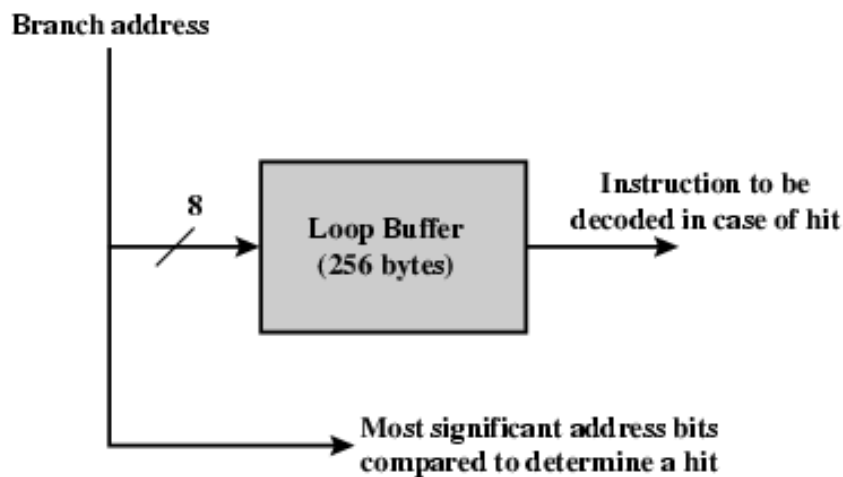 Branch address
8
Instruction to be
decoded in case of hit
Loop Buffer
(256 bytes)
Most significant address bits
compared to determine a hit